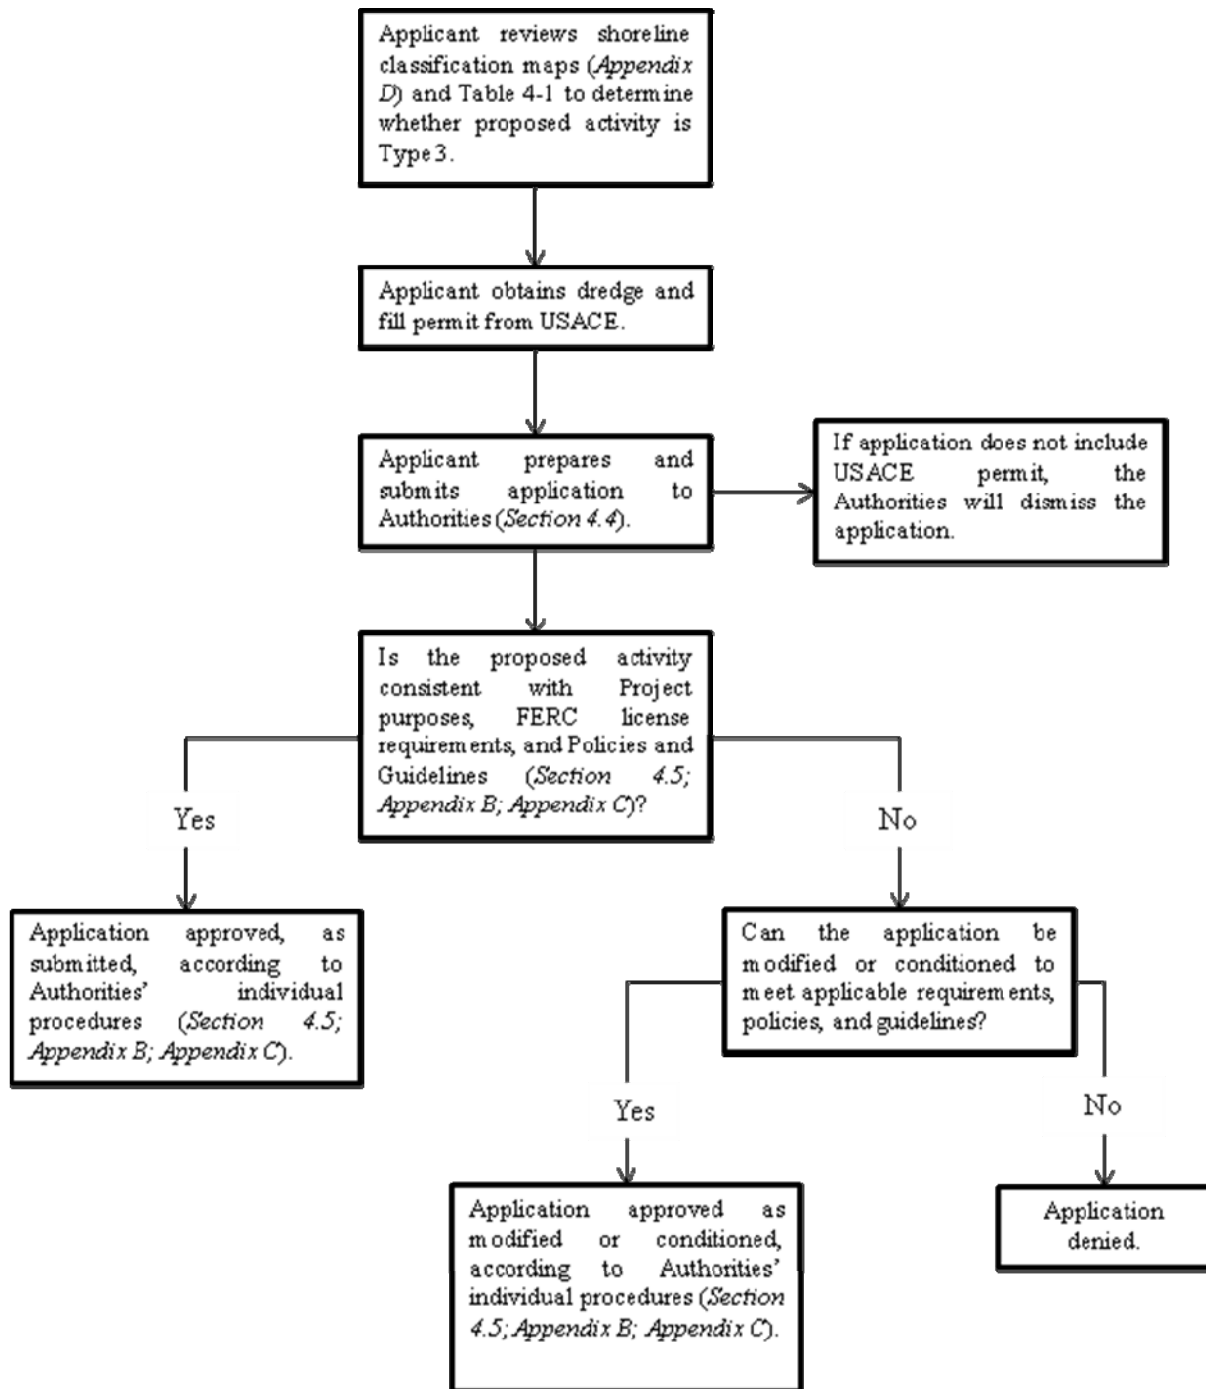 Applicant reviews shoreline
classification maps (Appendix
D) and Table 4-1 to determine
whether proposed activity is
Type 3.
Applicant obtains dredge and
fill permit from USACE.
Applicant prepares and
submits application to
Authorities (Section 4.4).
If application does not include
USACE permit, the
Authorities will dismiss the
application.
Is the proposed activity
consistent with Project
purposes, FERC license
requirements, and Policies and
Guidelines (Section 4.5;
Appendix B; Appendix C)?
Yes
No
Application approved, as
submitted, according to
Authorities' individual
procedures (Section 4.5;
Appendix B; Appendix C).
Can the application be
modified or conditioned to
meet applicable requirements,
policies, and guidelines?
Yes
No
Application approved as
modified or conditioned,
according to Authorities'
individual procedures (Section
4.5; Appendix B; Appendix C).
Application
denied.